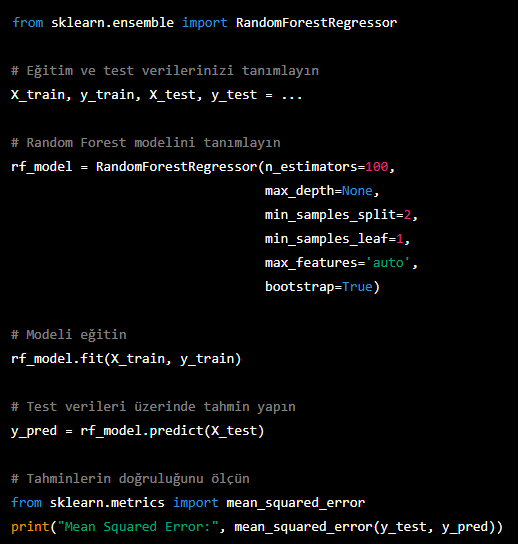 from sklearn.ensemble import RandomForestRegressor
# Eğitim ve test verilerinizi tanımlayın
X_train, y_train, X_test, y_test = ...
# Random Forest modelini tanımlayın
rf_model = RandomForestRegressor(n_estimators=100,
max_depth=None,
min_samples_split=2,
min_samples_leaf=1,
max_features='auto',
bootstrap=True)
# Modeli eğitin
rf_model.fit(X_train, y_train)
# Test verileri üzerinde tahmin yapın
y_pred = rf_model.predict(X_test)
# Tahminlerin doğruluğunu ölçün
from sklearn.metrics import mean_squared_error
print("Mean Squared Error:", mean_squared_error(y_test, y_pred))